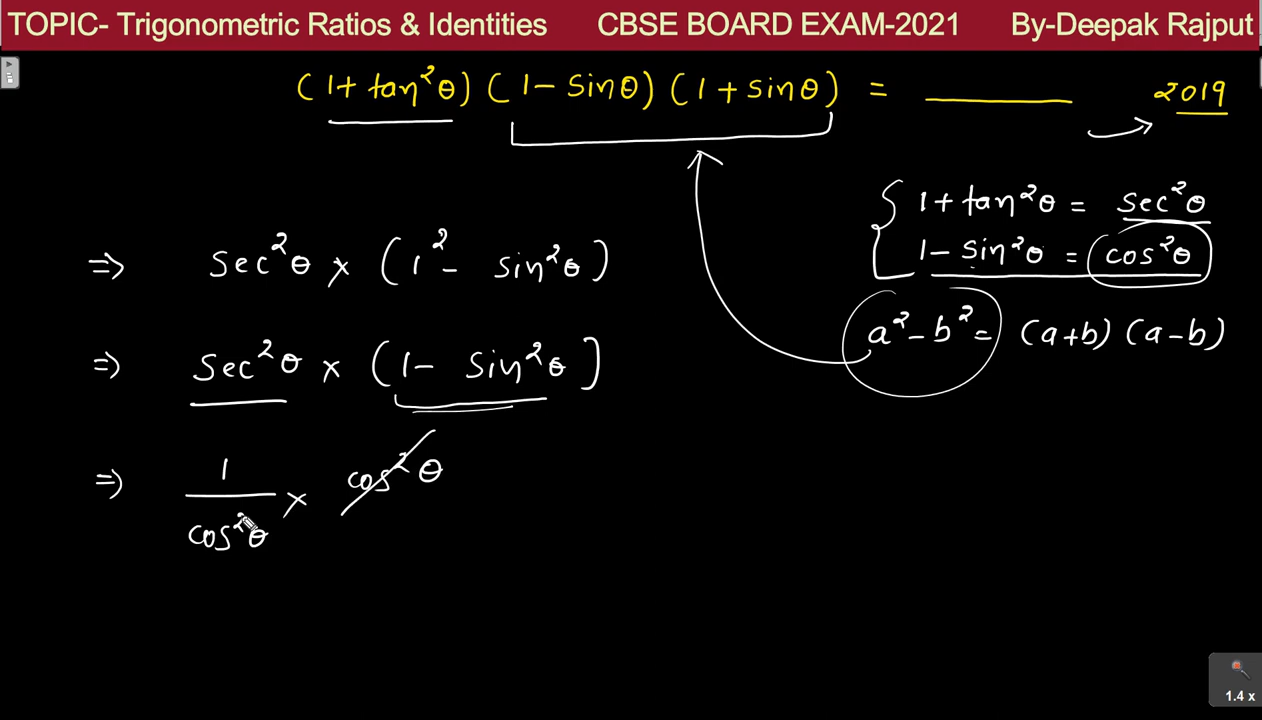 TOPIC- Trigonometric Ratios & Identities CBSE BOARD EXAM-2021 By-Deepak Rajput
(1 + tan²θ) (1 - sinθ) (1 + sinθ) = ________ 2019
1 + tan²θ = sec²θ
1 - sin²θ = cos²θ
a² - b² = (a+b) (a-b)
⇒ sec²θ × (1² - sin²θ)
⇒ sec²θ × (1 - sin²θ)
⇒ 1/cos²θ × cos²θ
1.4 x